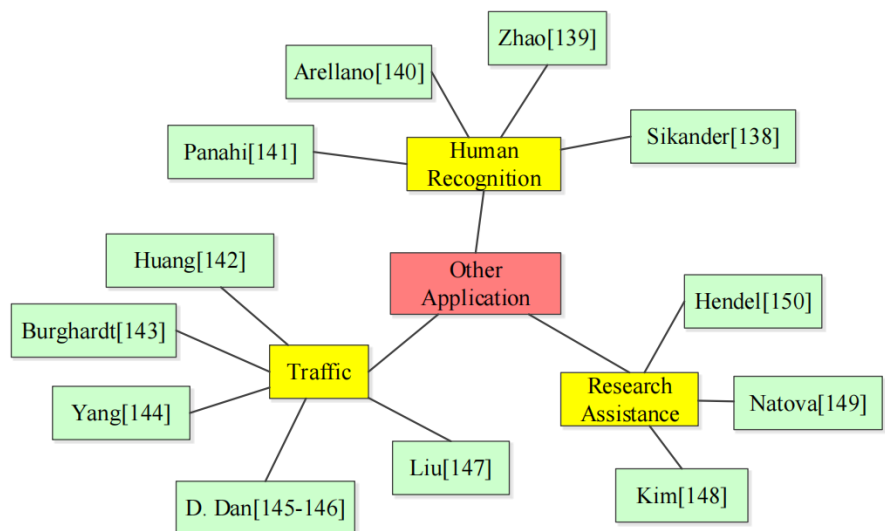 Zhao[139]
Arellano[140]
Sikander[138]
Panahi[141]
Human
Recognition
Huang[142]
Other
Application
Hendel[150]
Burghardt[143]
Traffic
Research
Assistance
Natova[149]
Yang[144]
Liu[147]
D. Dan[145-146]
Kim[148]